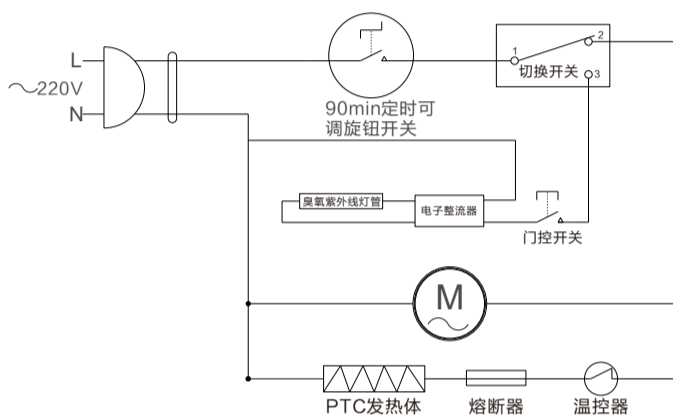 L
220V
N
90min定时可
调旋钮开关
1
2
切换开关
3
臭氧紫外线灯管
电子整流器
门控开关
M
PTC发热体
熔断器
温控器